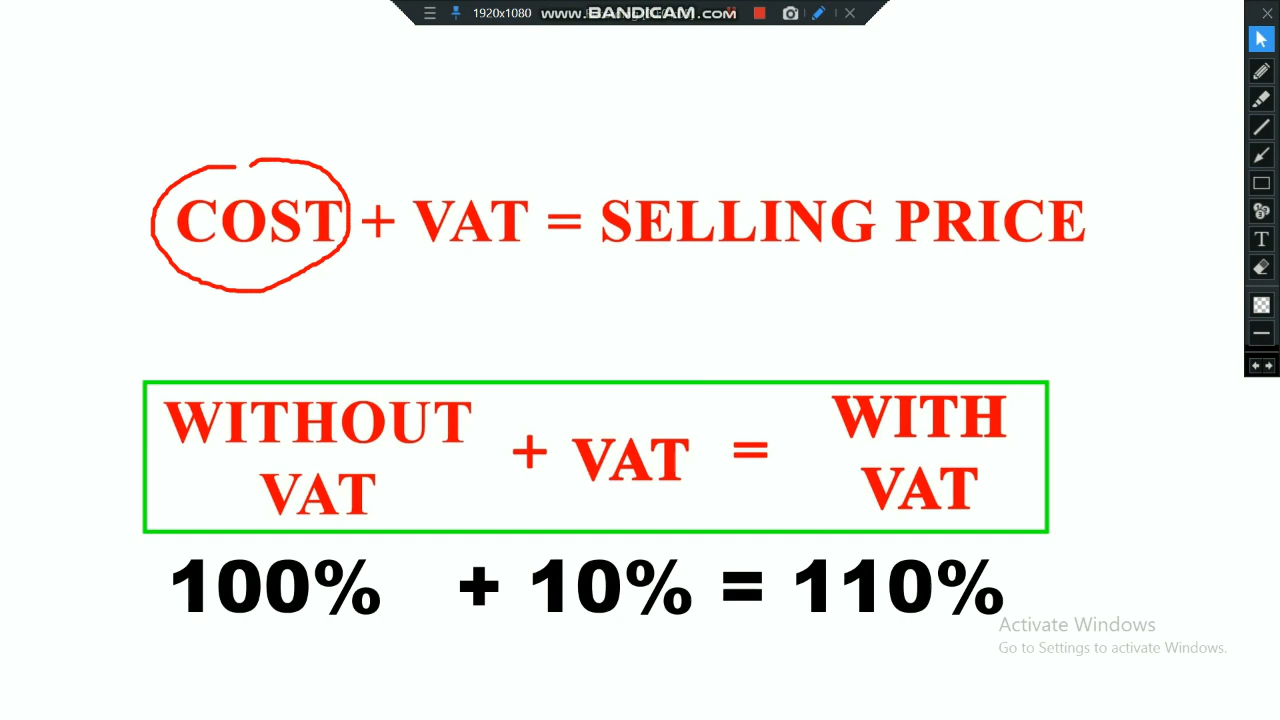 1920x1080 www.BANDICAM.com
COST + VAT = SELLING PRICE
WITHOUT VAT + VAT = WITH VAT
100% + 10% = 110%
Activate Windows
Go to Settings to activate Windows.